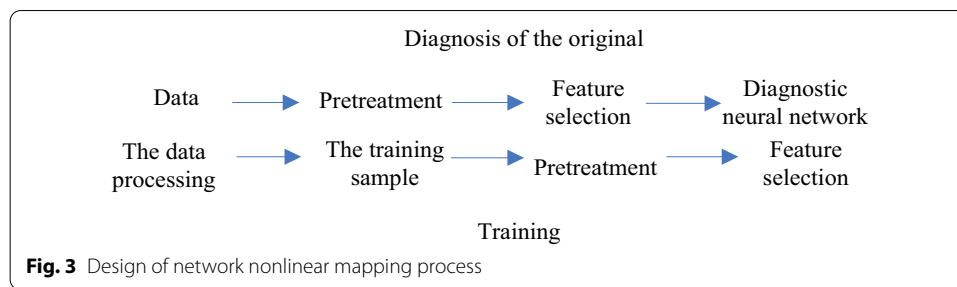 Diagnosis of the original
Data
Pretreatment
Feature
selection
Diagnostic
neural network
The data
processing
The training
sample
Pretreatment
Feature
selection
Training
Fig. 3 Design of network nonlinear mapping process